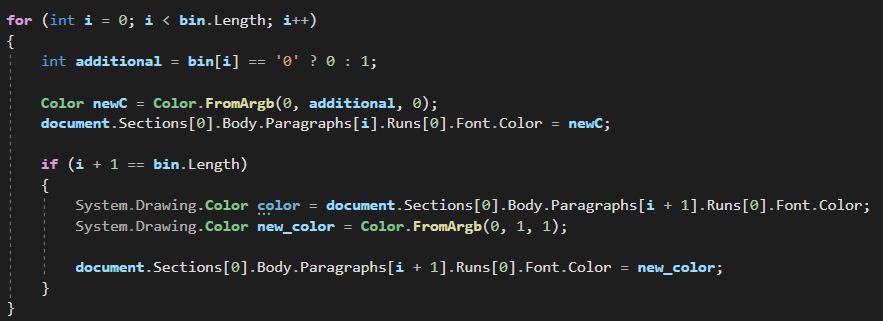 for (int i = 0; i < bin.Length; i++)
{
    int additional = bin[i] == '0' ? 0 : 1;

    Color newC = Color.FromArgb(0, additional, 0);
    document.Sections[0].Body.Paragraphs[i].Runs[0].Font.Color = newC;

    if (i + 1 == bin.Length)
    {
        System.Drawing.Color color = document.Sections[0].Body.Paragraphs[i + 1].Runs[0].Font.Color;
        System.Drawing.Color new_color = Color.FromArgb(0, 1, 1);

        document.Sections[0].Body.Paragraphs[i + 1].Runs[0].Font.Color = new_color;
    }
}